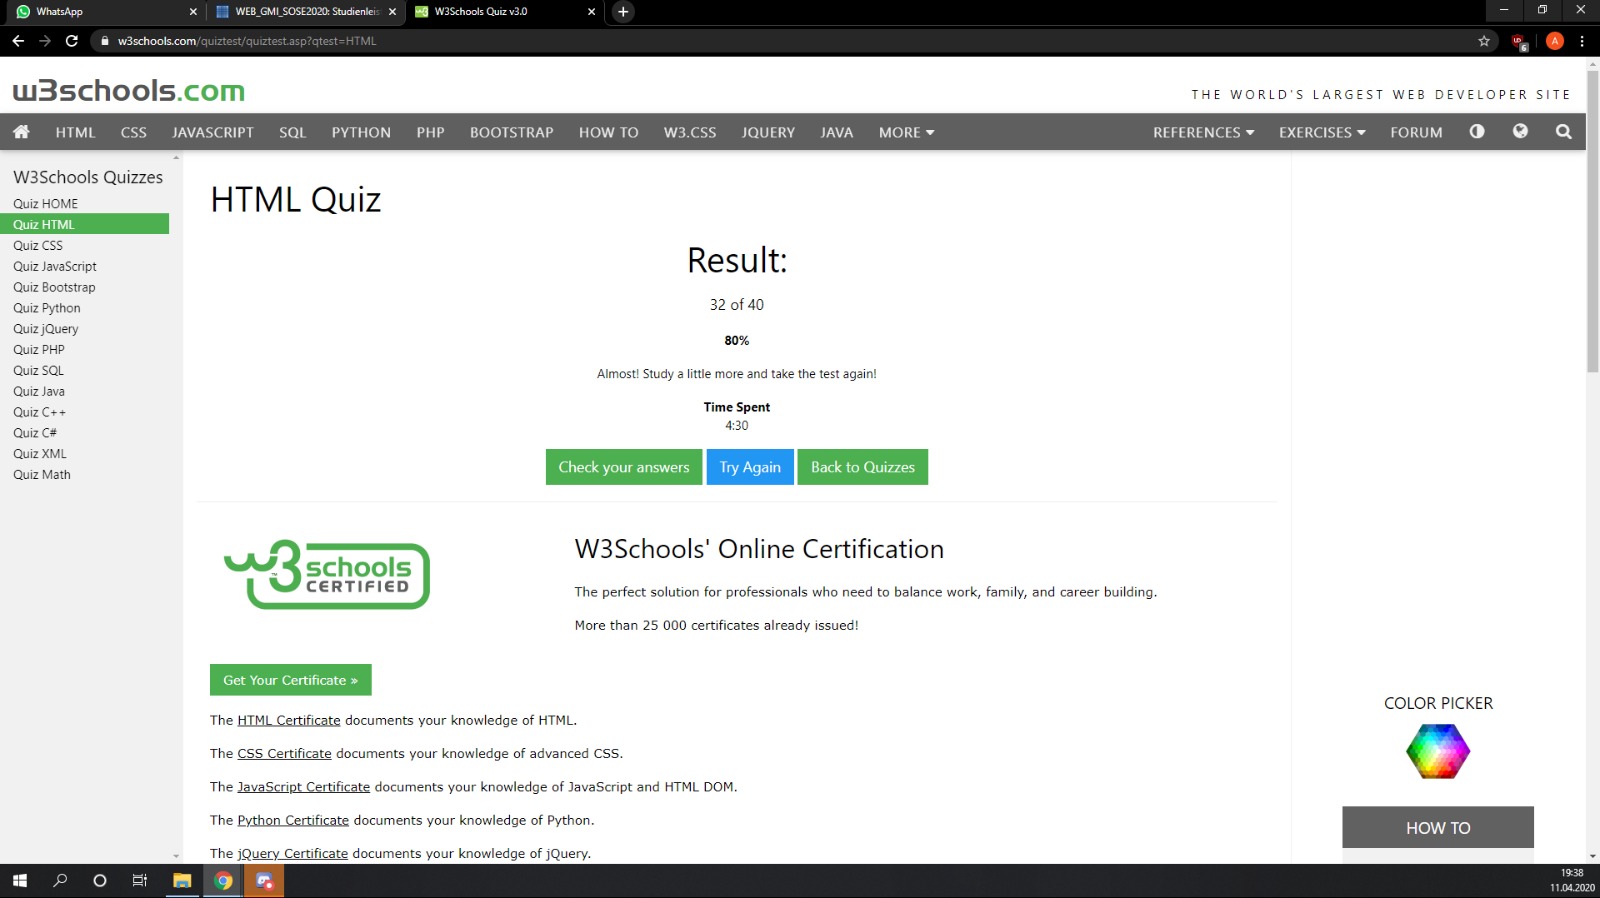 WhatsApp
WEB_GMI_SOSE2020: Studienleis
W3Schools Quiz v3.0
w3schools.com/quiztest/quiztest.asp?qtest=HTML
A
6
w3schools.com
THE WORLD'S LARGEST WEB DEVELOPER SITE
HTML CSS JAVASCRIPT SQL PYTHON PHP BOOTSTRAP HOW TO W3.CSS JQUERY JAVA MORE REFERENCES EXERCISES FORUM
W3Schools Quizzes
Quiz HOME
Quiz HTML
Quiz CSS
Quiz JavaScript
Quiz Bootstrap
Quiz Python
Quiz jQuery
Quiz PHP
Quiz SQL
Quiz Java
Quiz C++
Quiz C#
Quiz XML
Quiz Math
HTML Quiz
Result:
32 of 40
80%
Almost! Study a little more and take the test again!
Time Spent
4:30
Check your answers
Try Again
Back to Quizzes
w3schools
CERTIFIED
W3Schools' Online Certification
The perfect solution for professionals who need to balance work, family, and career building.
More than 25 000 certificates already issued!
Get Your Certificate »
The HTML Certificate documents your knowledge of HTML.
The CSS Certificate documents your knowledge of advanced CSS.
The JavaScript Certificate documents your knowledge of JavaScript and HTML DOM.
The Python Certificate documents your knowledge of Python.
The jQuery Certificate documents your knowledge of jQuery.
COLOR PICKER
HOW TO
19:38
11.04.2020